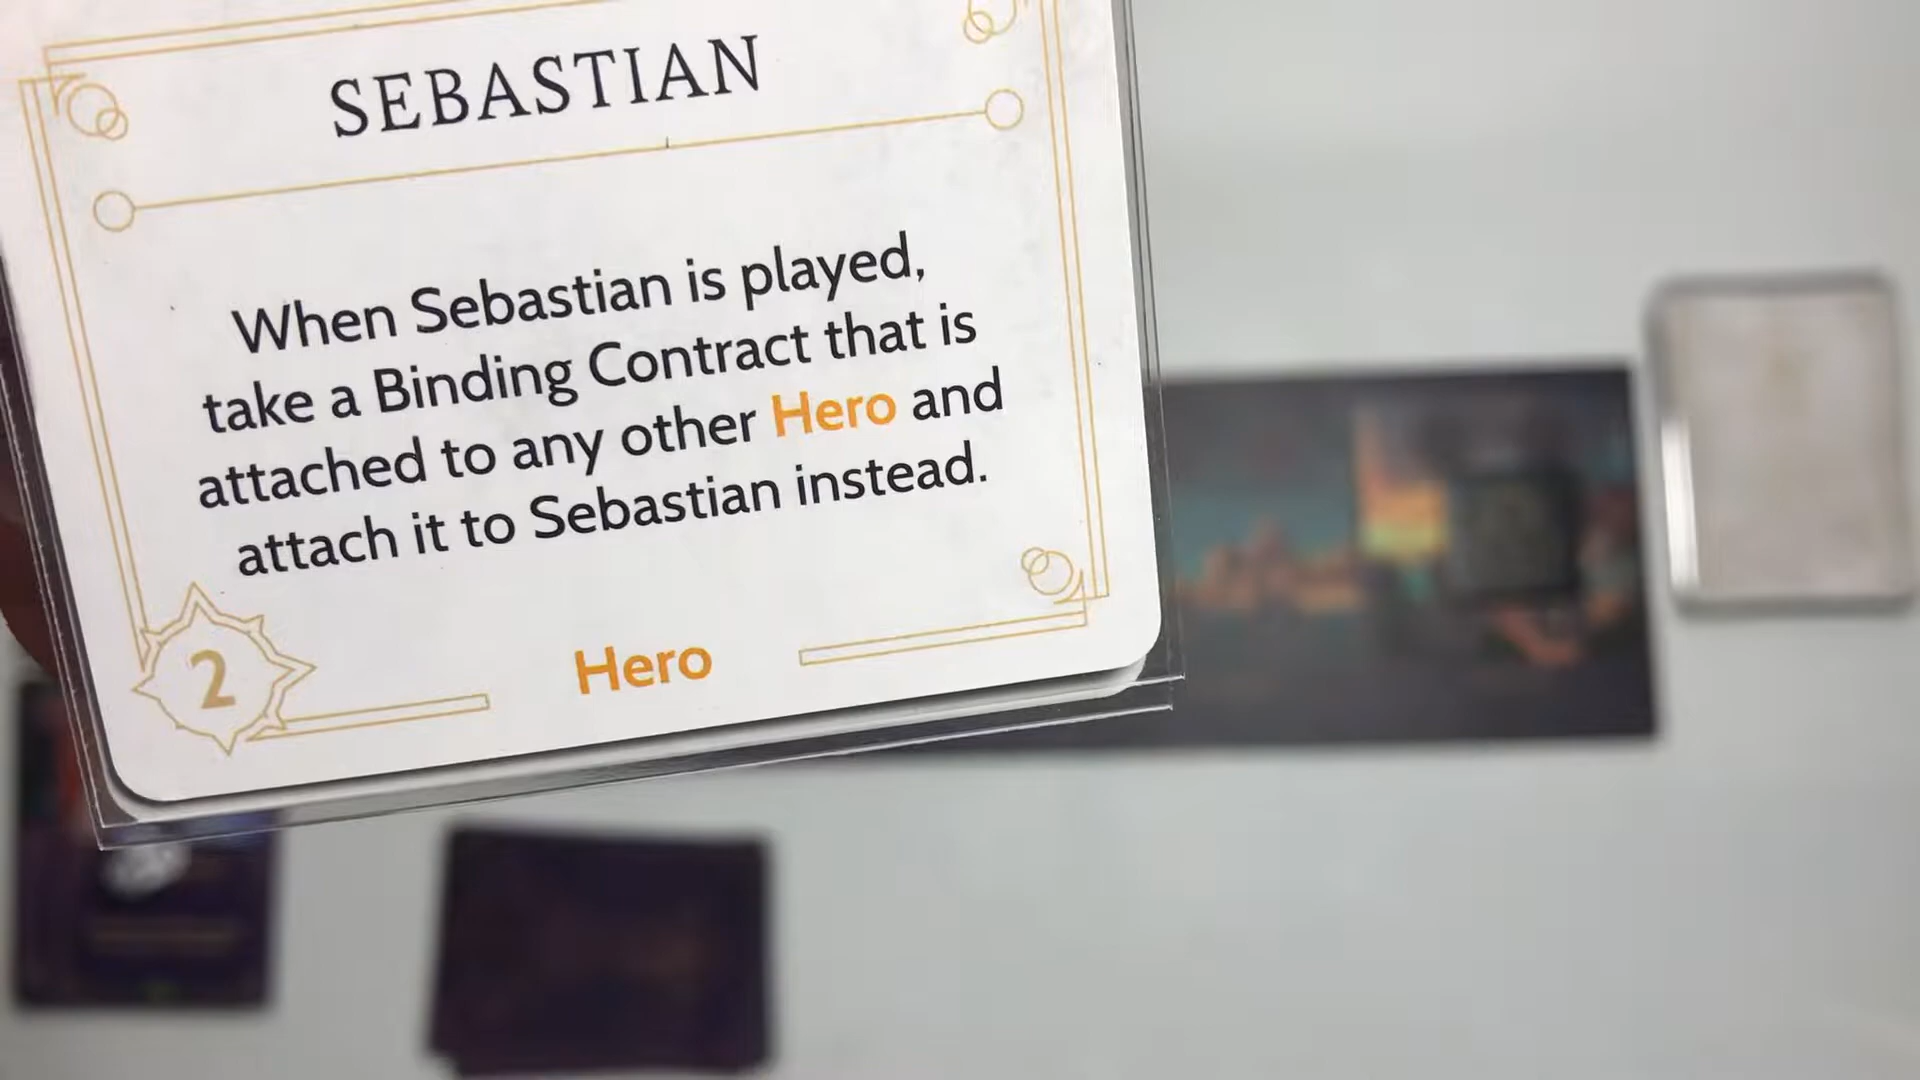 SEBASTIAN
When Sebastian is played,
take a Binding Contract that is
attached to any other Hero and
attach it to Sebastian instead.
2
Hero